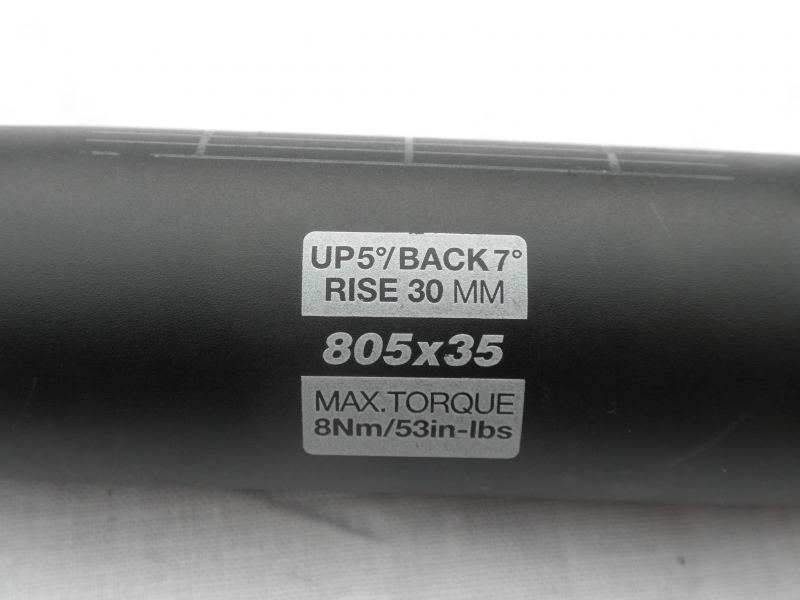 UP5°/BACK7°
RISE 30 MM
805x35
MAX.TORQUE
8Nm/53in-lbs